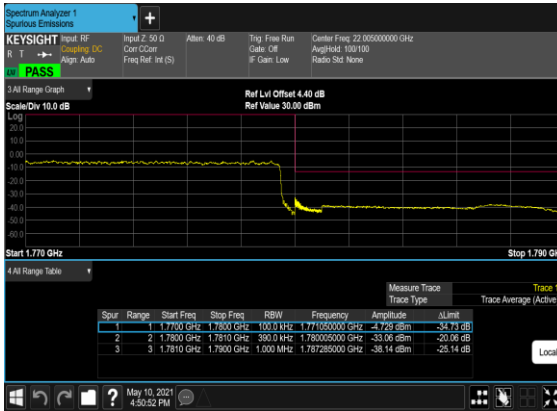 Spectrum Analyzer 1
Spurious Emissions
+
KEYSIGHT
R T
LXI PASS
Input: RF
Coupling: DC
Align: Auto
Input Z: 50 Ω
Corr CCorr
Freq Ref: Int (S)
Atten: 40 dB
Trig: Free Run
Gate: Off
IF Gain: Low
Center Freq: 22.005000000 GHz
Avg|Hold: 100/100
Radio Std: None
3 All Range Graph
Scale/Div 10.0 dB
Ref Lvl Offset 4.40 dB
Ref Value 30.00 dBm
Log
20.0
10.0
0.00
-10.0
-20.0
-30.0
-40.0
-50.0
-60.0
Start 1.770 GHz
Stop 1.790 GH
4 All Range Table
Measure Trace Trace 1
Trace Type Trace Average (Active
Spur Range Start Freq Stop Freq RBW Frequency Amplitude ΔLimit
1 1 1.7700 GHz 1.7800 GHz 100.0 kHz 1.771050000 GHz -4.729 dBm -34.73 dB
2 2 1.7800 GHz 1.7810 GHz 390.0 kHz 1.780005000 GHz -33.06 dBm -20.06 dB
3 3 1.7810 GHz 1.7900 GHz 1.000 MHz 1.787285000 GHz -38.14 dBm -25.14 dB
Local
?
May 10, 2021
4:50:52 PM